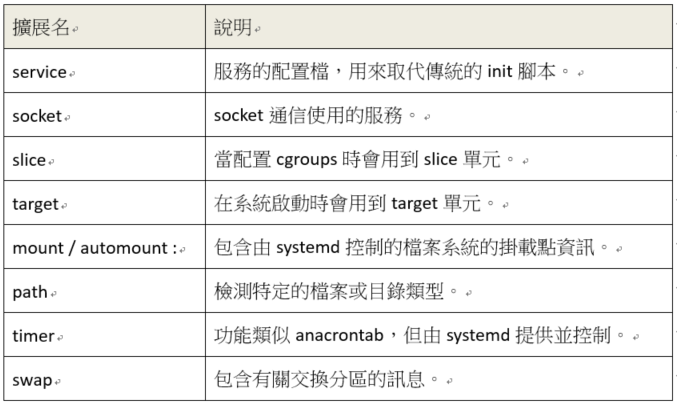 擴展名 說明
service 服務的配置檔，用來取代傳統的 init 腳本。
socket socket 通信使用的服務。
slice 當配置 cgroups 時會用到 slice 單元。
target 在系統啟動時會用到 target 單元。
mount / automount : 包含由 systemd 控制的檔案系統的掛載點資訊。
path 檢測特定的檔案或目錄類型。
timer 功能類似 anacrontab，但由 systemd 提供並控制。
swap 包含有關交換分區的訊息。